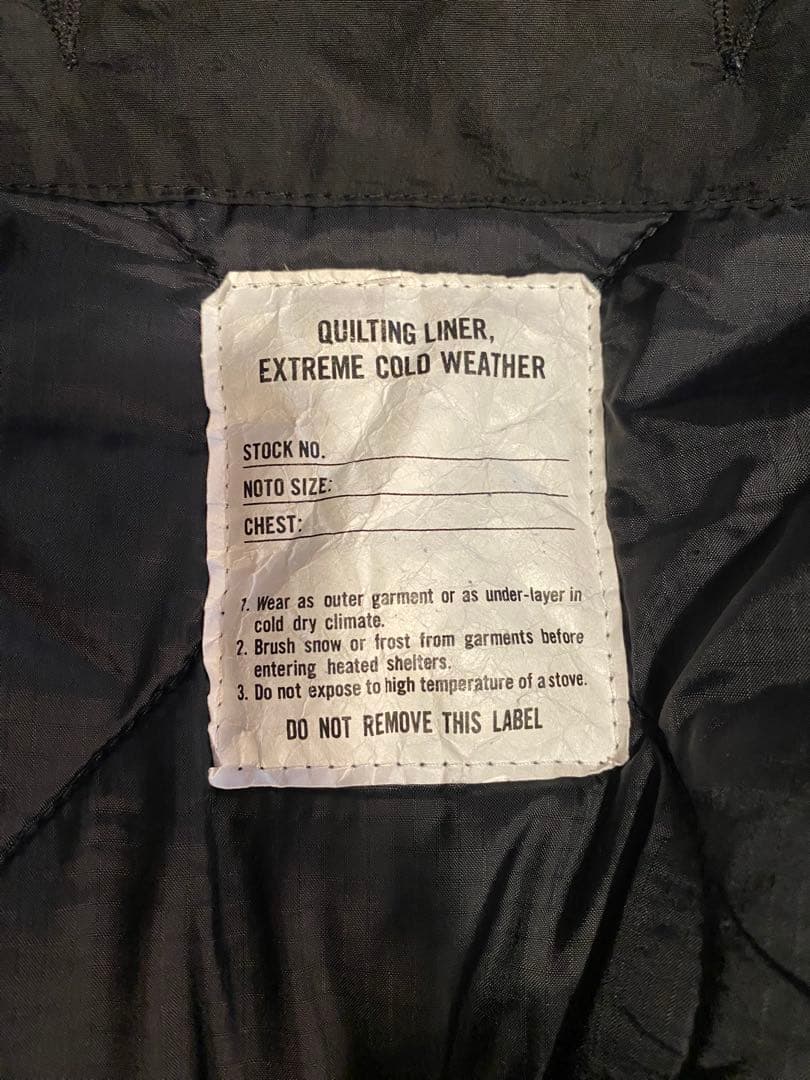 QUILTING LINER,
EXTREME COLD WEATHER
STOCK NO.
NOTO SIZE:
CHEST:
1. Wear as outer garment or as under-layer in
cold dry climate.
2. Brush snow or frost from garments before
entering heated shelters.
3. Do not expose to high temperature of a stove.
DO NOT REMOVE THIS LABEL